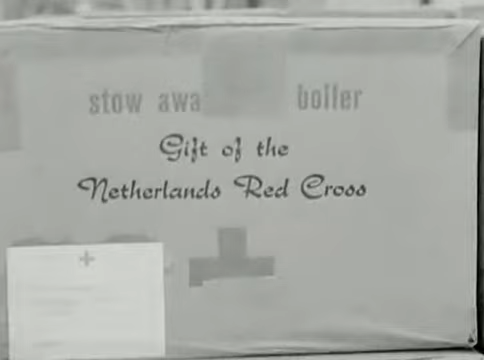 stow awa boiler
Gift of the
Netherlands Red Cross